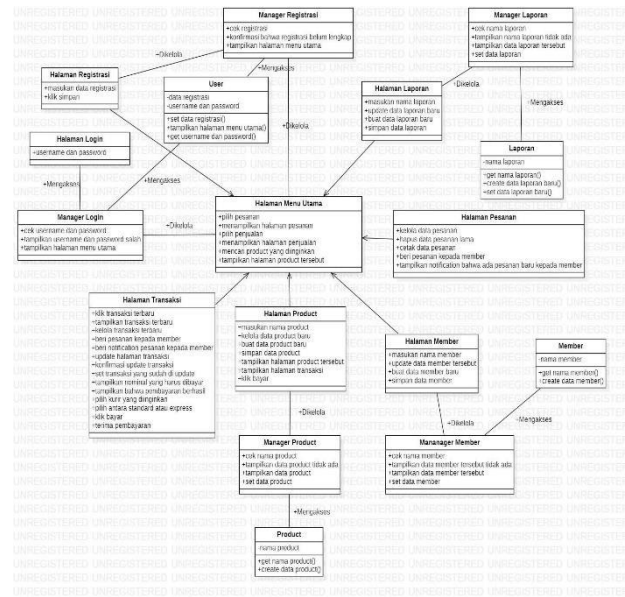 Manager Registrasi
+cek registrasi
+konfirmasi bahwa registrasi belum lengkap
+tampilkan halaman menu utama
Manager Laporan
+cek nama laporan
+tampilkan nama laporan tidak ada
+tampilkan data laporan tersebut
+set data laporan
+Dikelola
+Mengakses
Halaman Registrasi
+masukan data registrasi
+klik simpan
User
-data registrasi
-username dan password
+set data registrasi()
+tampilkan halaman menu utama()
+get username dan password()
+Dikelola
Halaman Laporan
+masukan nama laporan
+update data laporan baru
+buat data laporan baru
+simpan data laporan
+Dikelola
-Mengakses
Halaman Login
+username dan password
Laporan
-nama laporan
+get nama laporan()
+create data laporan baru()
+set data laporan baru()
+Mengakses
+Mengakses
Manager Login
+cek username dan password
+tampilkan username dan password salah
+tampilkan halaman menu utama
+Dikelola
Halaman Menu Utama
+pilih pesanan
+menampilkan halaman pesanan
+pilih penjualan
+menampilkan halaman penjualan
+mencari product yang diinginkan
+tampilkan halaman product tersebut
Halaman Pesanan
+kelola data pesanan
+hapus data pesanan lama
+cetak data pesanan
+beri pesanan kepada member
+tampilkan notification bahwa ada pesanan baru kepada member
Halaman Transaksi
+klik transaksi terbaru
+tampilkan transaksi terbaru
+kelola transaksi terbaru
+beri pesanan kepada member
+beri notification pesanan kepada member
+update halaman transaksi
+konfirmasi update transaksi
+set transaksi yang sudah di update
+tampilkan nominal yang harus dibayar
+tampilkan bahwa pembayaran berhasil
+pilih kurir yang diinginkan
+pilih antara standard atau express
+klik bayar
+terima pembayaran
Halaman Product
+masukan nama product
+kelola data product baru
+buat data product baru
+simpan data product
+tampilkan halaman product tersebut
+tampilkan halaman transaksi
+klik bayar
Halaman Member
+masukan nama member
+update data member tersebut
+buat data member baru
+simpan data member
Member
-nama member
+get nama member()
+create data member()
+Dikelola
+Dikelola
-Mengakses
Manager Product
+cek nama product
+tampilkan data product tidak ada
+tampilkan data product
+set data product
Mananager Member
+cek nama member
+tampilkan data member tersebut tidak ada
+tampilkan data member tersebut
+set data member
+Mengakses
Product
-nama product
+get nama product()
+create data product()